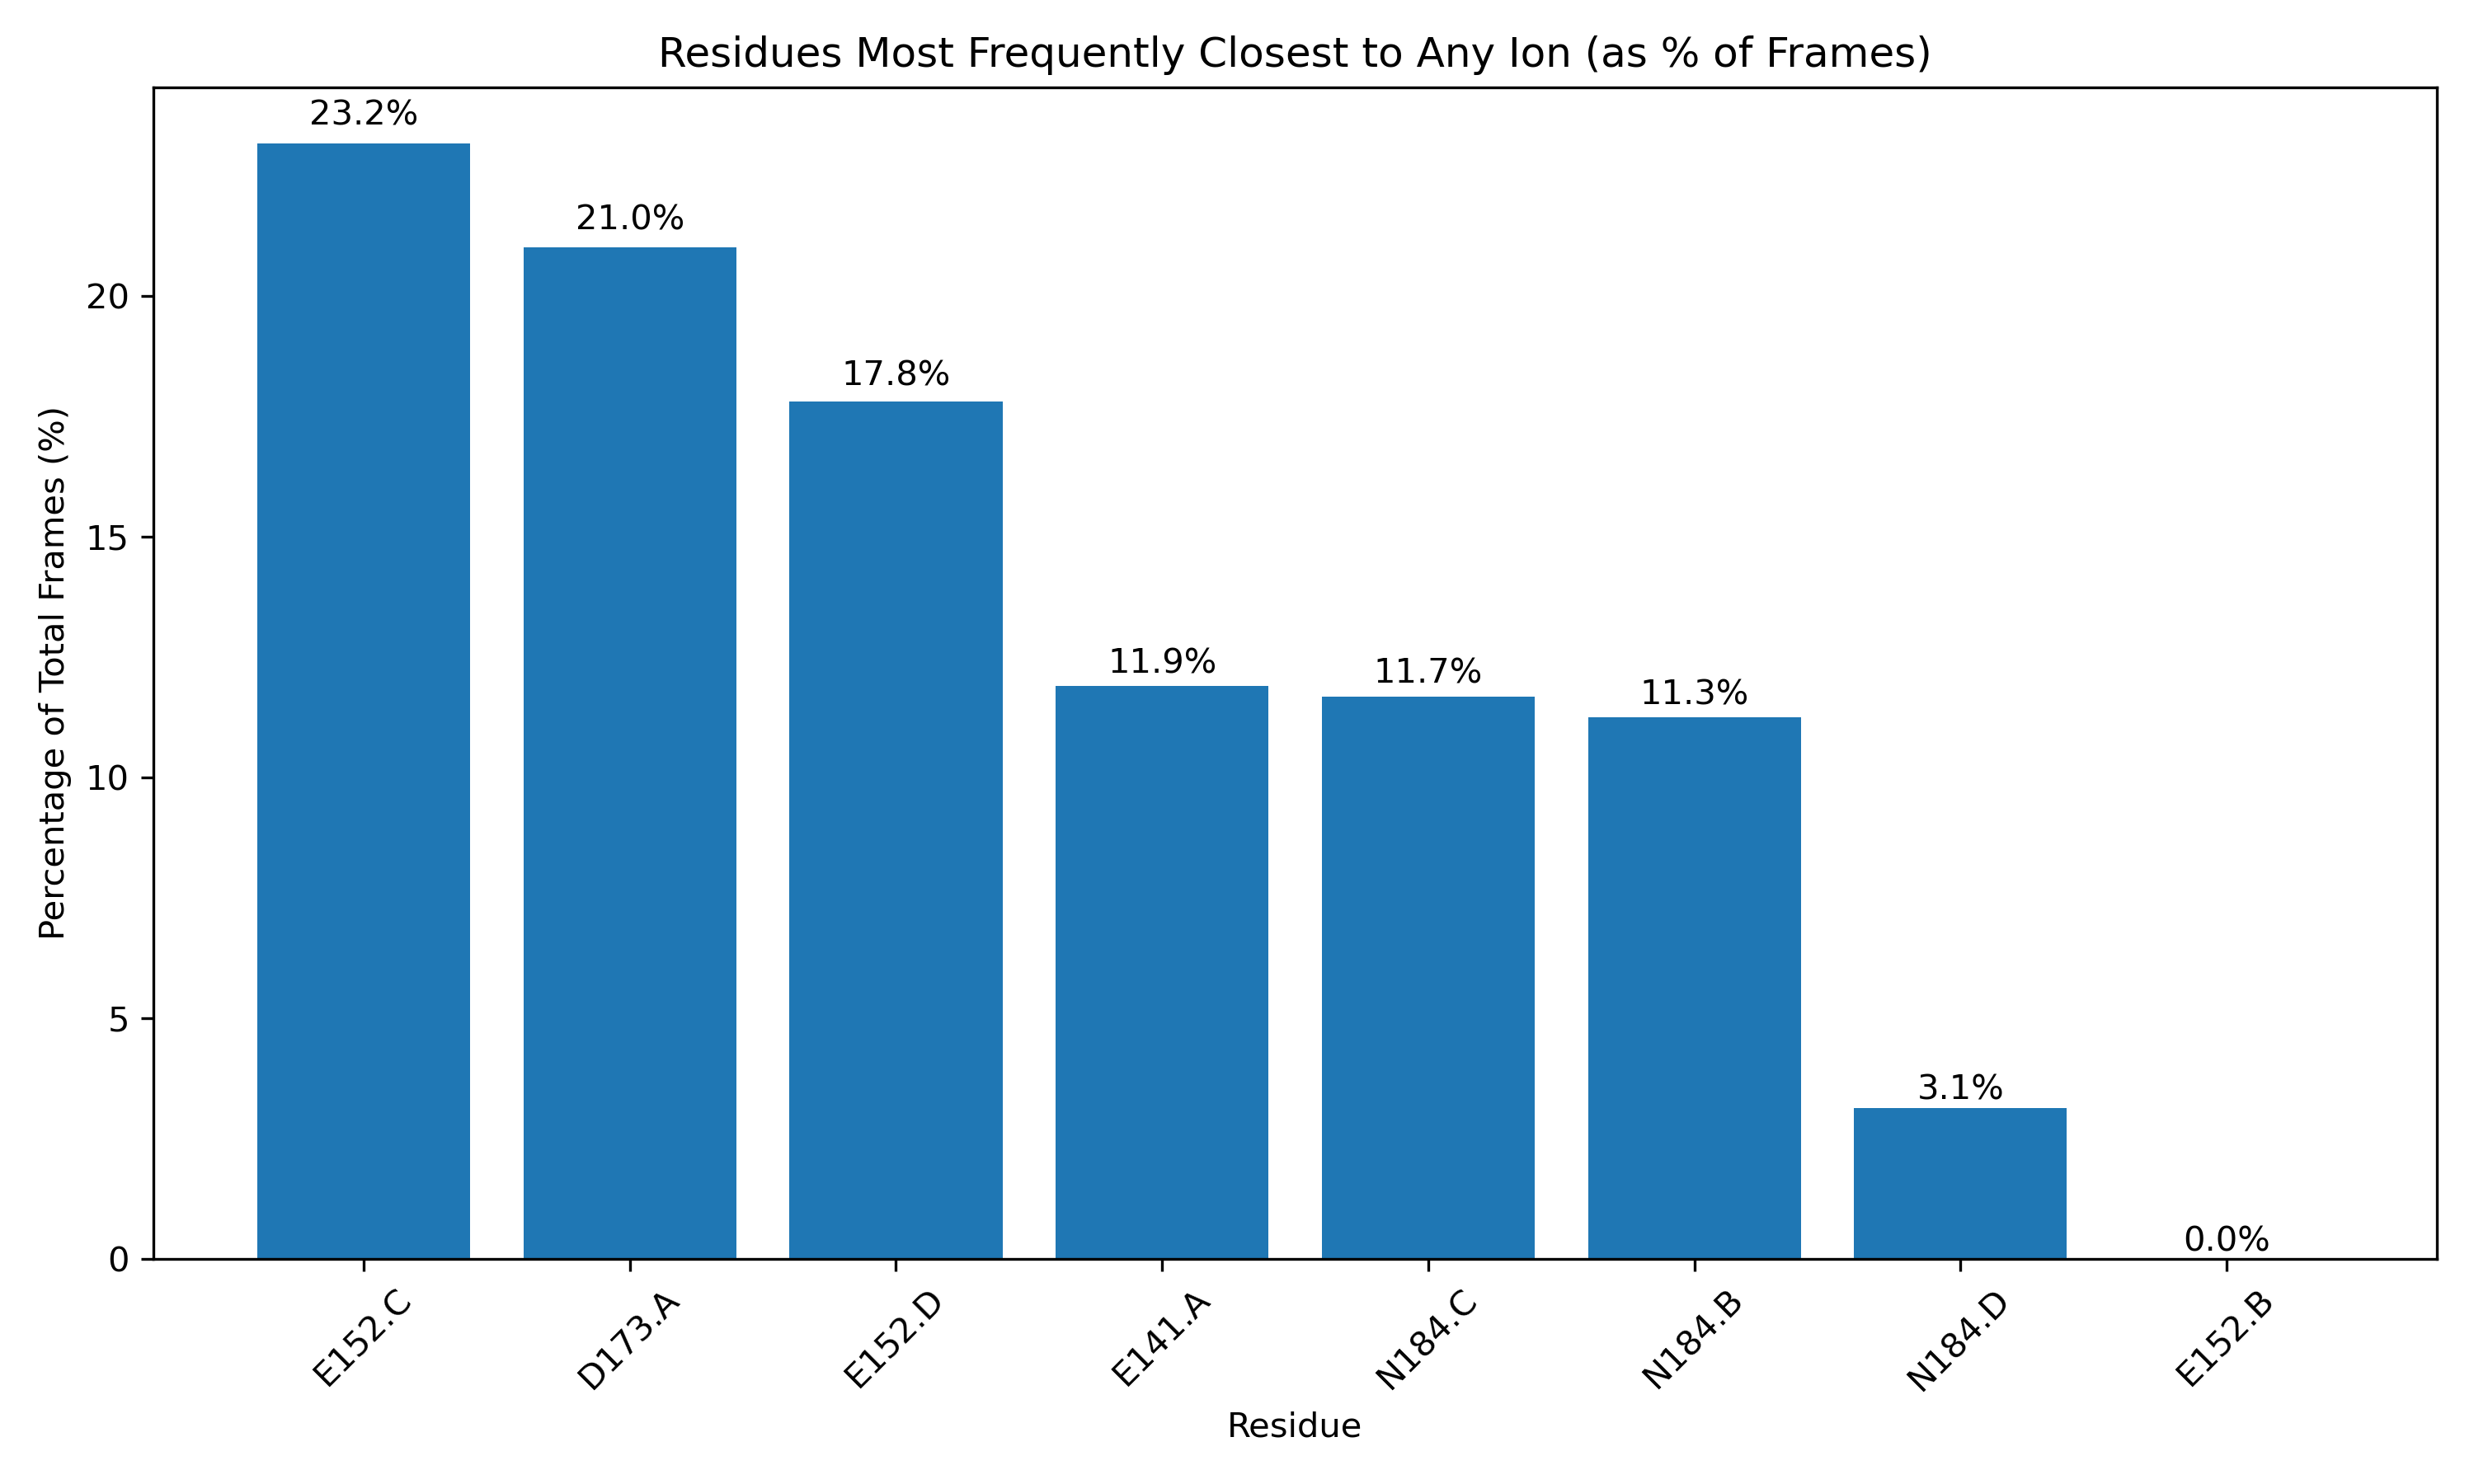 Residues Most Frequently Closest to Any Ion (as % of Frames)
Percentage of Total Frames (%)
20
15
10
5
0
23.2%
21.0%
17.8%
11.9%
11.7%
11.3%
3.1%
0.0%
E152.C
D173.A
E152.D
E141.A
N184.C
N184.B
N184.D
E152.B
Residue